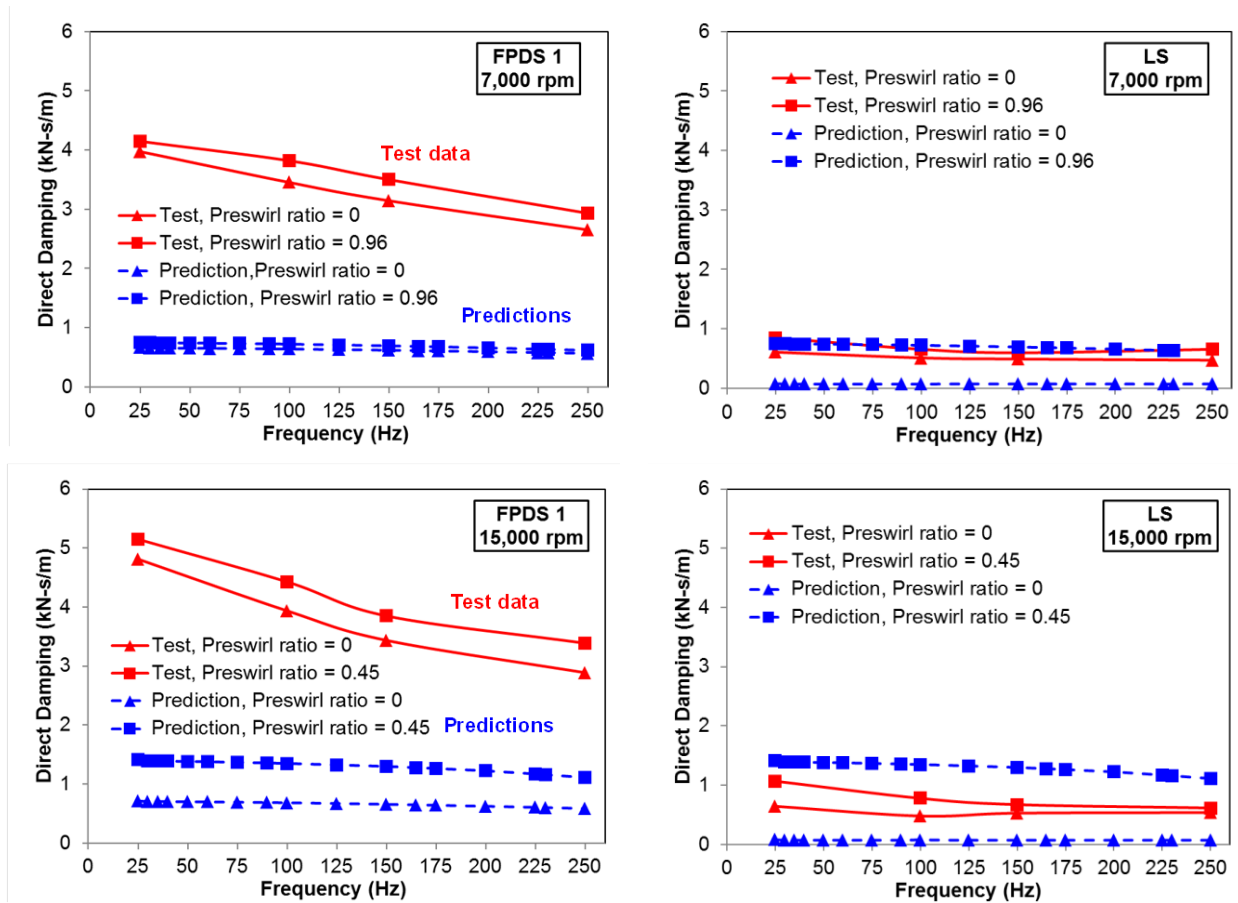 6
5
4
3
2
1
0
Direct Damping (kN-s/m)
FPDS 1
7,000 rpm
Test data
Test, Preswirl ratio = 0
Test, Preswirl ratio = 0.96
Prediction,Preswirl ratio = 0
Prediction, Preswirl ratio = 0.96
Predictions
0 25 50 75 100 125 150 175 200 225 250
Frequency (Hz)
6
5
4
3
2
1
0
Direct Damping (kN-s/m)
LS
7,000 rpm
Test, Preswirl ratio = 0
Test, Preswirl ratio = 0.96
Prediction, Preswirl ratio = 0
Prediction, Preswirl ratio = 0.96
0 25 50 75 100 125 150 175 200 225 250
Frequency (Hz)
6
5
4
3
2
1
0
Direct Damping (kN-s/m)
FPDS 1
15,000 rpm
Test data
Test, Preswirl ratio = 0
Test, Preswirl ratio = 0.45
Prediction, Preswirl ratio = 0
Prediction, Preswirl ratio = 0.45
Predictions
0 25 50 75 100 125 150 175 200 225 250
Frequency (Hz)
6
5
4
3
2
1
0
Direct Damping (kN-s/m)
LS
15,000 rpm
Test, Preswirl ratio = 0
Test, Preswirl ratio = 0.45
Prediction, Preswirl ratio = 0
Prediction, Preswirl ratio = 0.45
0 25 50 75 100 125 150 175 200 225 250
Frequency (Hz)